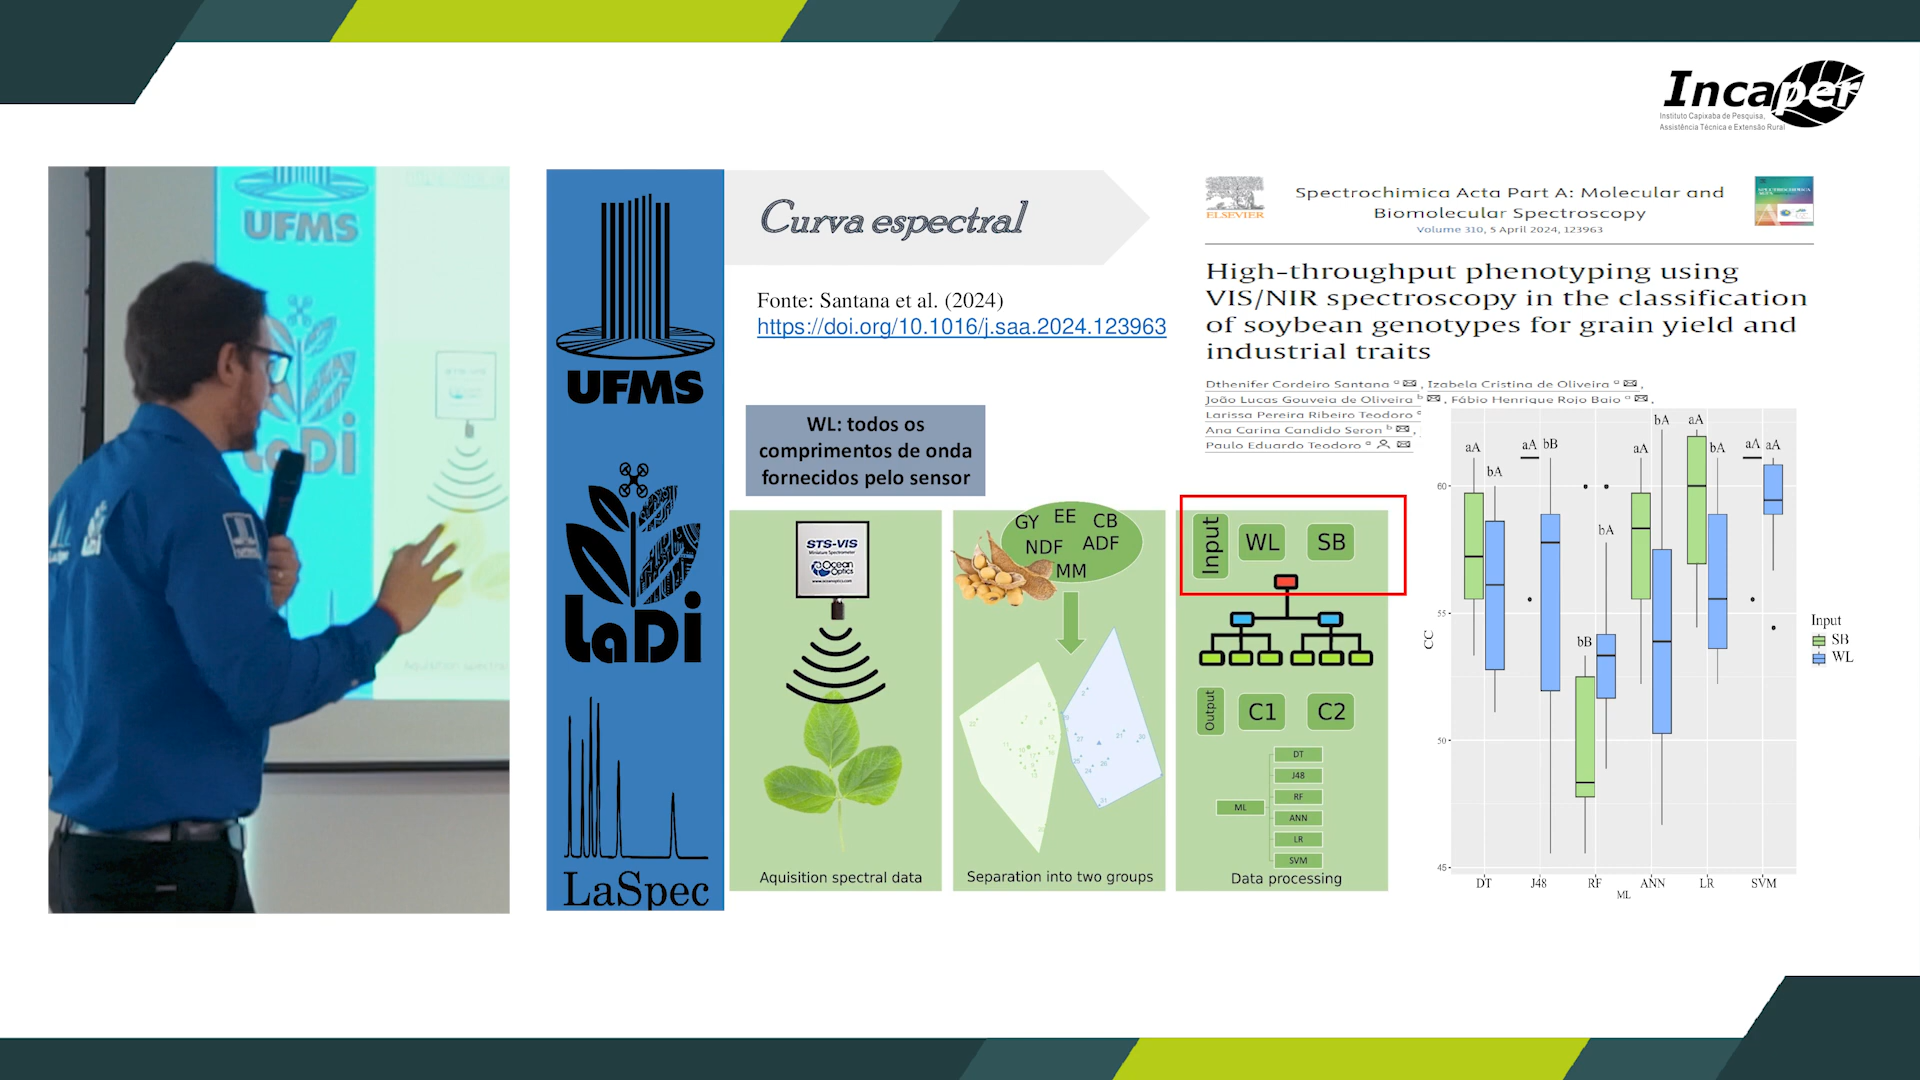 Incaper
Instituto Capixaba de Pesquisa,
Assistência Técnica e Extensão Rural
UFMS
LaDi
UFMS
LaDi
LaSpec
Curva espectral
Fonte: Santana et al. (2024)
https://doi.org/10.1016/j.saa.2024.123963
ELSEVIER
Spectrochimica Acta Part A: Molecular and
Biomolecular Spectroscopy
Volume 310, 5 April 2024, 123963
High-throughput phenotyping using
VIS/NIR spectroscopy in the classification
of soybean genotypes for grain yield and
industrial traits
Dthenifer Cordeiro Santana a, Izabela Cristina de Oliveira a,
João Lucas Gouveia de Oliveira b, Fábio Henrique Rojo Baio a,
Larissa Pereira Ribeiro Teodoro a
Ana Carina Candido Seron b,
Paulo Eduardo Teodoro a
WL: todos os
comprimentos de onda
fornecidos pelo sensor
STS-VIS
Miniature Spectrometer
Ocean
Optics
www.oceanoptics.com
Aquisition spectral data
GY EE CB
NDF ADF
MM
Separation into two groups
Input WL SB
Output C1 C2
ML
DT
J48
RF
ANN
LR
SVM
Data processing
aA bA aA bB bB bA aA bA aA bA aA aA
CC
60
55
50
45
DT J48 RF ANN LR SVM
ML
Input
SB
WL